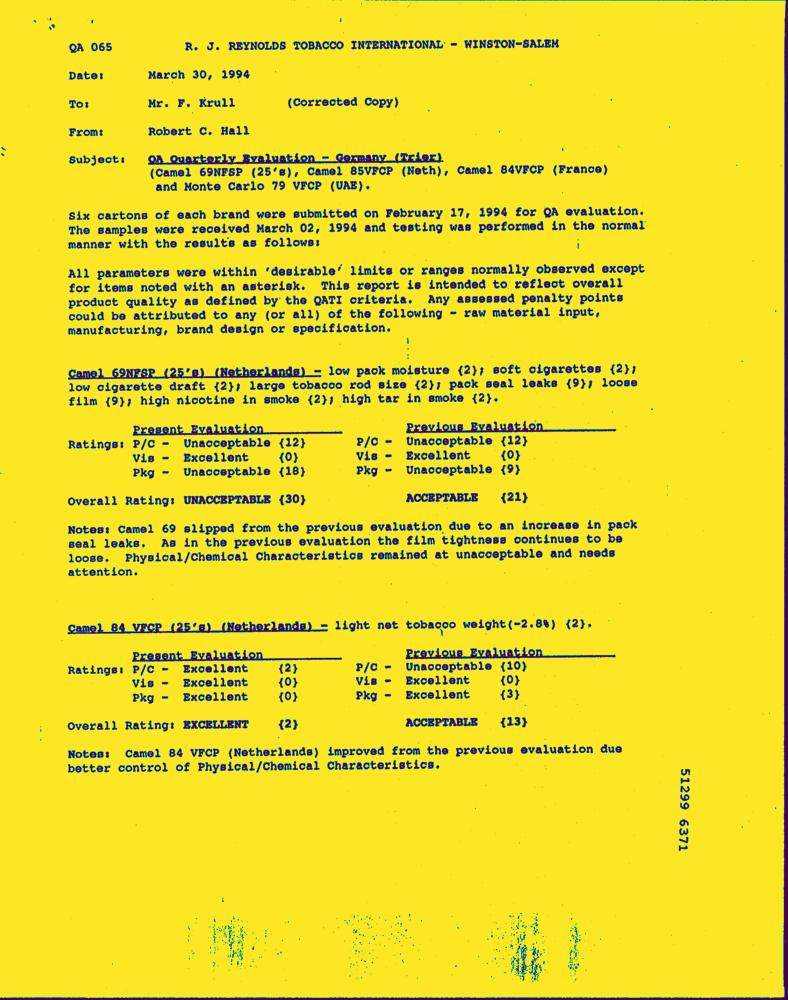 QA 065 R. J. REYNOLDS TOBACCO INTERNATIONAL - WINSTON-SALEM
Date: March 30, 1994
To: Mr. F. Krull (Corrected Copy)
From: Robert C. Hall
Subject: QA Quarterly Evaluation - Germany (Trier)
(Camel 69NFSP (25's), Camel 85VFCP (Neth), Camel 84VFCP (France)
and Monte Carlo 79 VFCP (UAE).
Six cartons of each brand were submitted on February 17, 1994 for QA evaluation.
The samples were received March 02, 1994 and testing was performed in the normal
manner with the results as follows:
All parameters were within 'desirable' limits or ranges normally observed except
for items noted with an asterisk. This report is intended to reflect overall
product quality as defined by the QATI criteria. Any assessed penalty points
could be attributed to any (or all) of the following - raw material input,
manufacturing, brand design or specification.
Camel 69NFSP (25's) (Netherlands) - low pack moisture {2}; soft cigarettes {2};
low cigarette draft {2}; large tobacco rod size {2}; pack seal leaks {9}; loose
film {9}; high nicotine in smoke {2}; high tar in smoke {2}.
Present Evaluation Previous Evaluation
Ratings: P/C - Unacceptable {12} P/C - Unacceptable {12}
Vis - Excellent {0} Vis - Excellent {0}
Pkg - Unacceptable {18} Pkg - Unacceptable {9}
Overall Rating: UNACCEPTABLE {30} ACCEPTABLE {21}
Notes: Camel 69 slipped from the previous evaluation due to an increase in pack
seal leaks. As in the previous evaluation the film tightness continues to be
loose. Physical/Chemical Characteristics remained at unacceptable and needs
attention.
Camel 84 VFCP (25's) (Netherlands) - light net tobacco weight(-2.8%) {2}.
Present Evaluation Previous Evaluation
Ratings: P/C - Excellent {2} P/C - Unacceptable {10}
Vis - Excellent {0} Vis - Excellent {0}
Pkg - Excellent {0} Pkg - Excellent {3}
Overall Rating: EXCELLENT {2} ACCEPTABLE {13}
Notes: Camel 84 VFCP (Netherlands) improved from the previous evaluation due
better control of Physical/Chemical Characteristics.
51299 6371